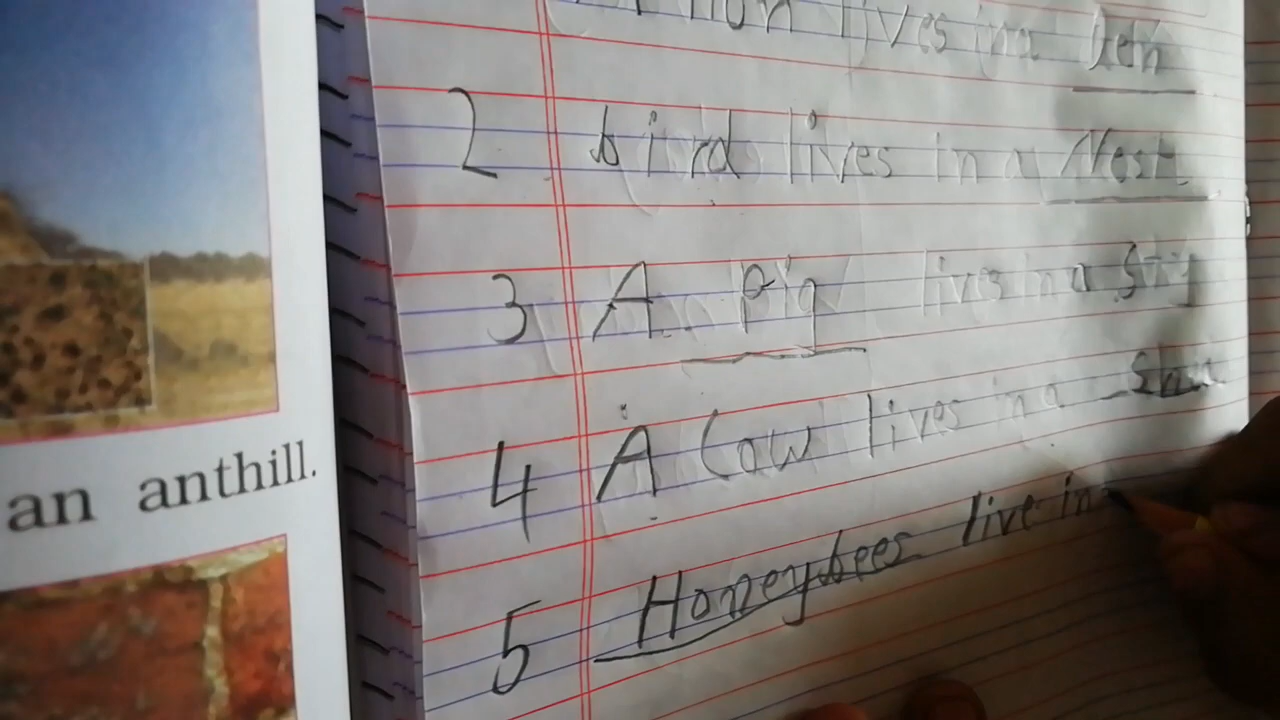 lion lives in a Den
2 bird lives in a Nest
3 A pig lives in a Sty
4 A Cow lives in a
5 Honeybees live in
an anthill.